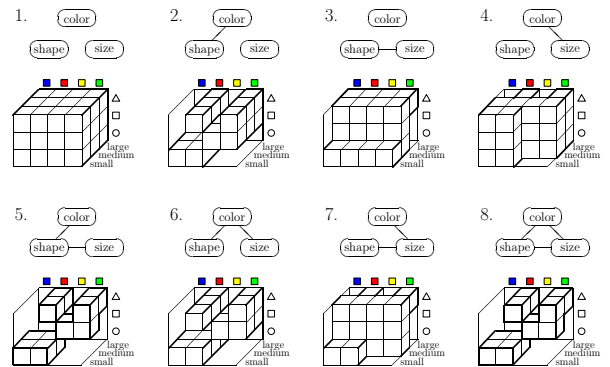 1. 2. 3. 4.
color color color color
shape size shape size shape size shape size
large large large large
medium medium medium medium
small small small small
5. 6. 7. 8.
color color color color
shape size shape size shape size shape size
large large large large
medium medium medium medium
small small small small